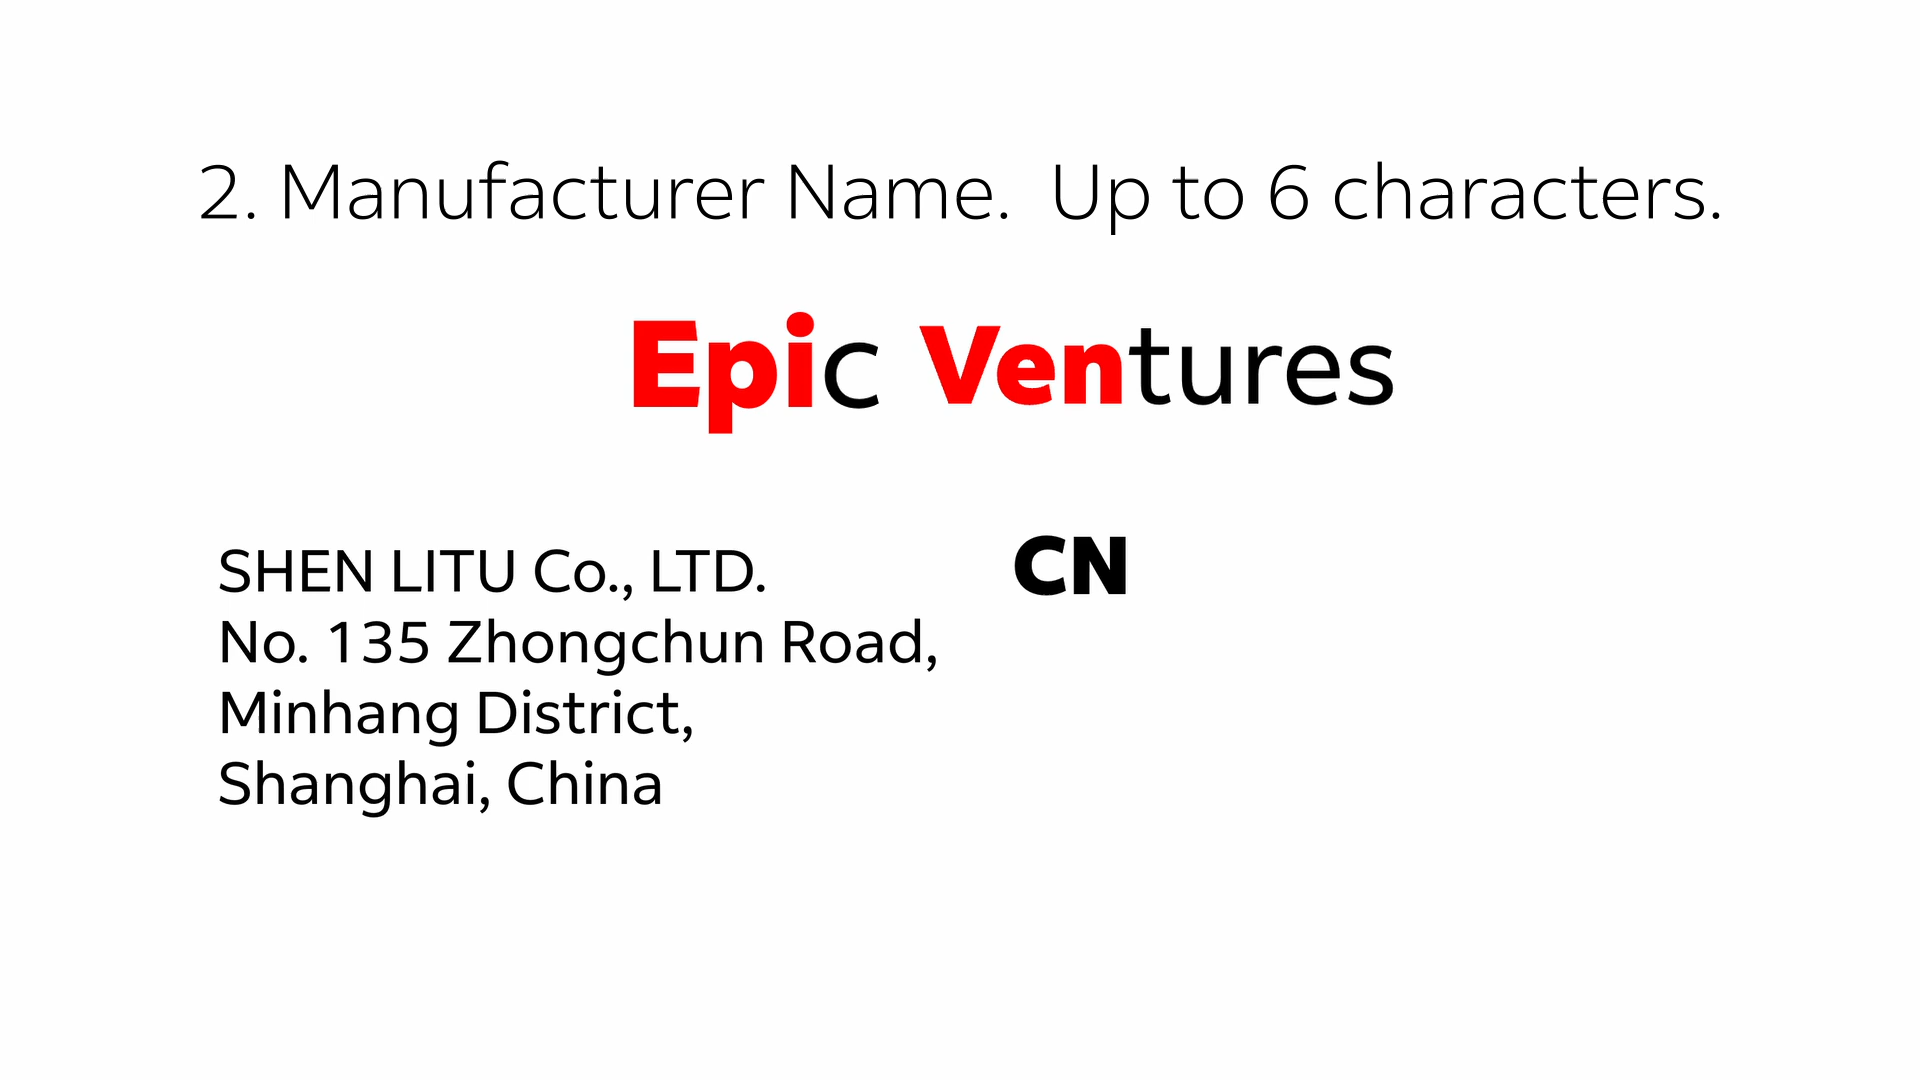 2. Manufacturer Name.  Up to 6 characters.
Epic Ventures
SHEN LITU Co., LTD.
CN
No. 135 Zhongchun Road,
Minhang District,
Shanghai, China